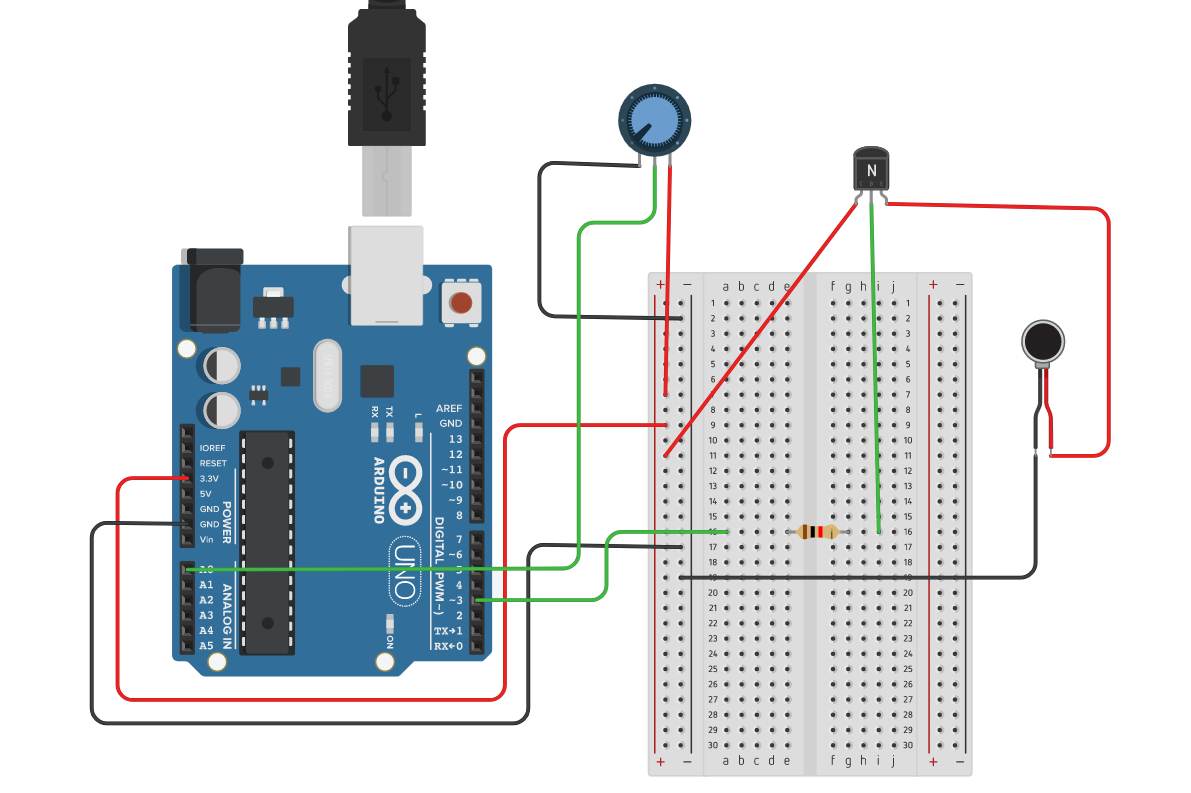 N
C B E
+ − a b c d e f g h i j + −
1 1
2 2
3 3
4 4
5 5
6 6
7
8 8
9 9
10 10
11 11
12 12
13 13
14 14
15 15
16 16
17 17
18 18
19
20 20
21 21
22 22
23 23
24 24
25 25
26 26
27 27
28 28
29 29
30 30
+ − a b c d e f g h i j + −
RX
TX
L
AREF
GND
13
12
~11
~10
~9
8
7
~6
5
4
~3
2
TX→1
RX←0
DIGITAL (PWM~)
ARDUINO
UNO
ON
IOREF
RESET
3.3V
5V
GND
GND
Vin
POWER
A0
A1
A2
A3
A4
A5
ANALOG IN